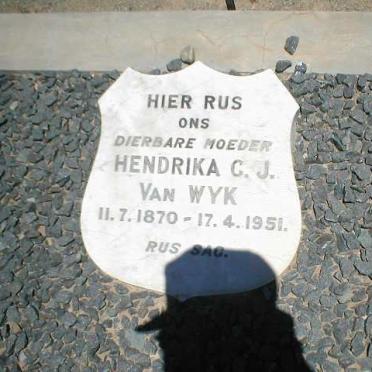 HIER RUS
ONS
DIERBARE MOEDER
HENDRIKA C. J.
VAN WYK
11.7.1870 - 17.4.1951.
RUS SAG.